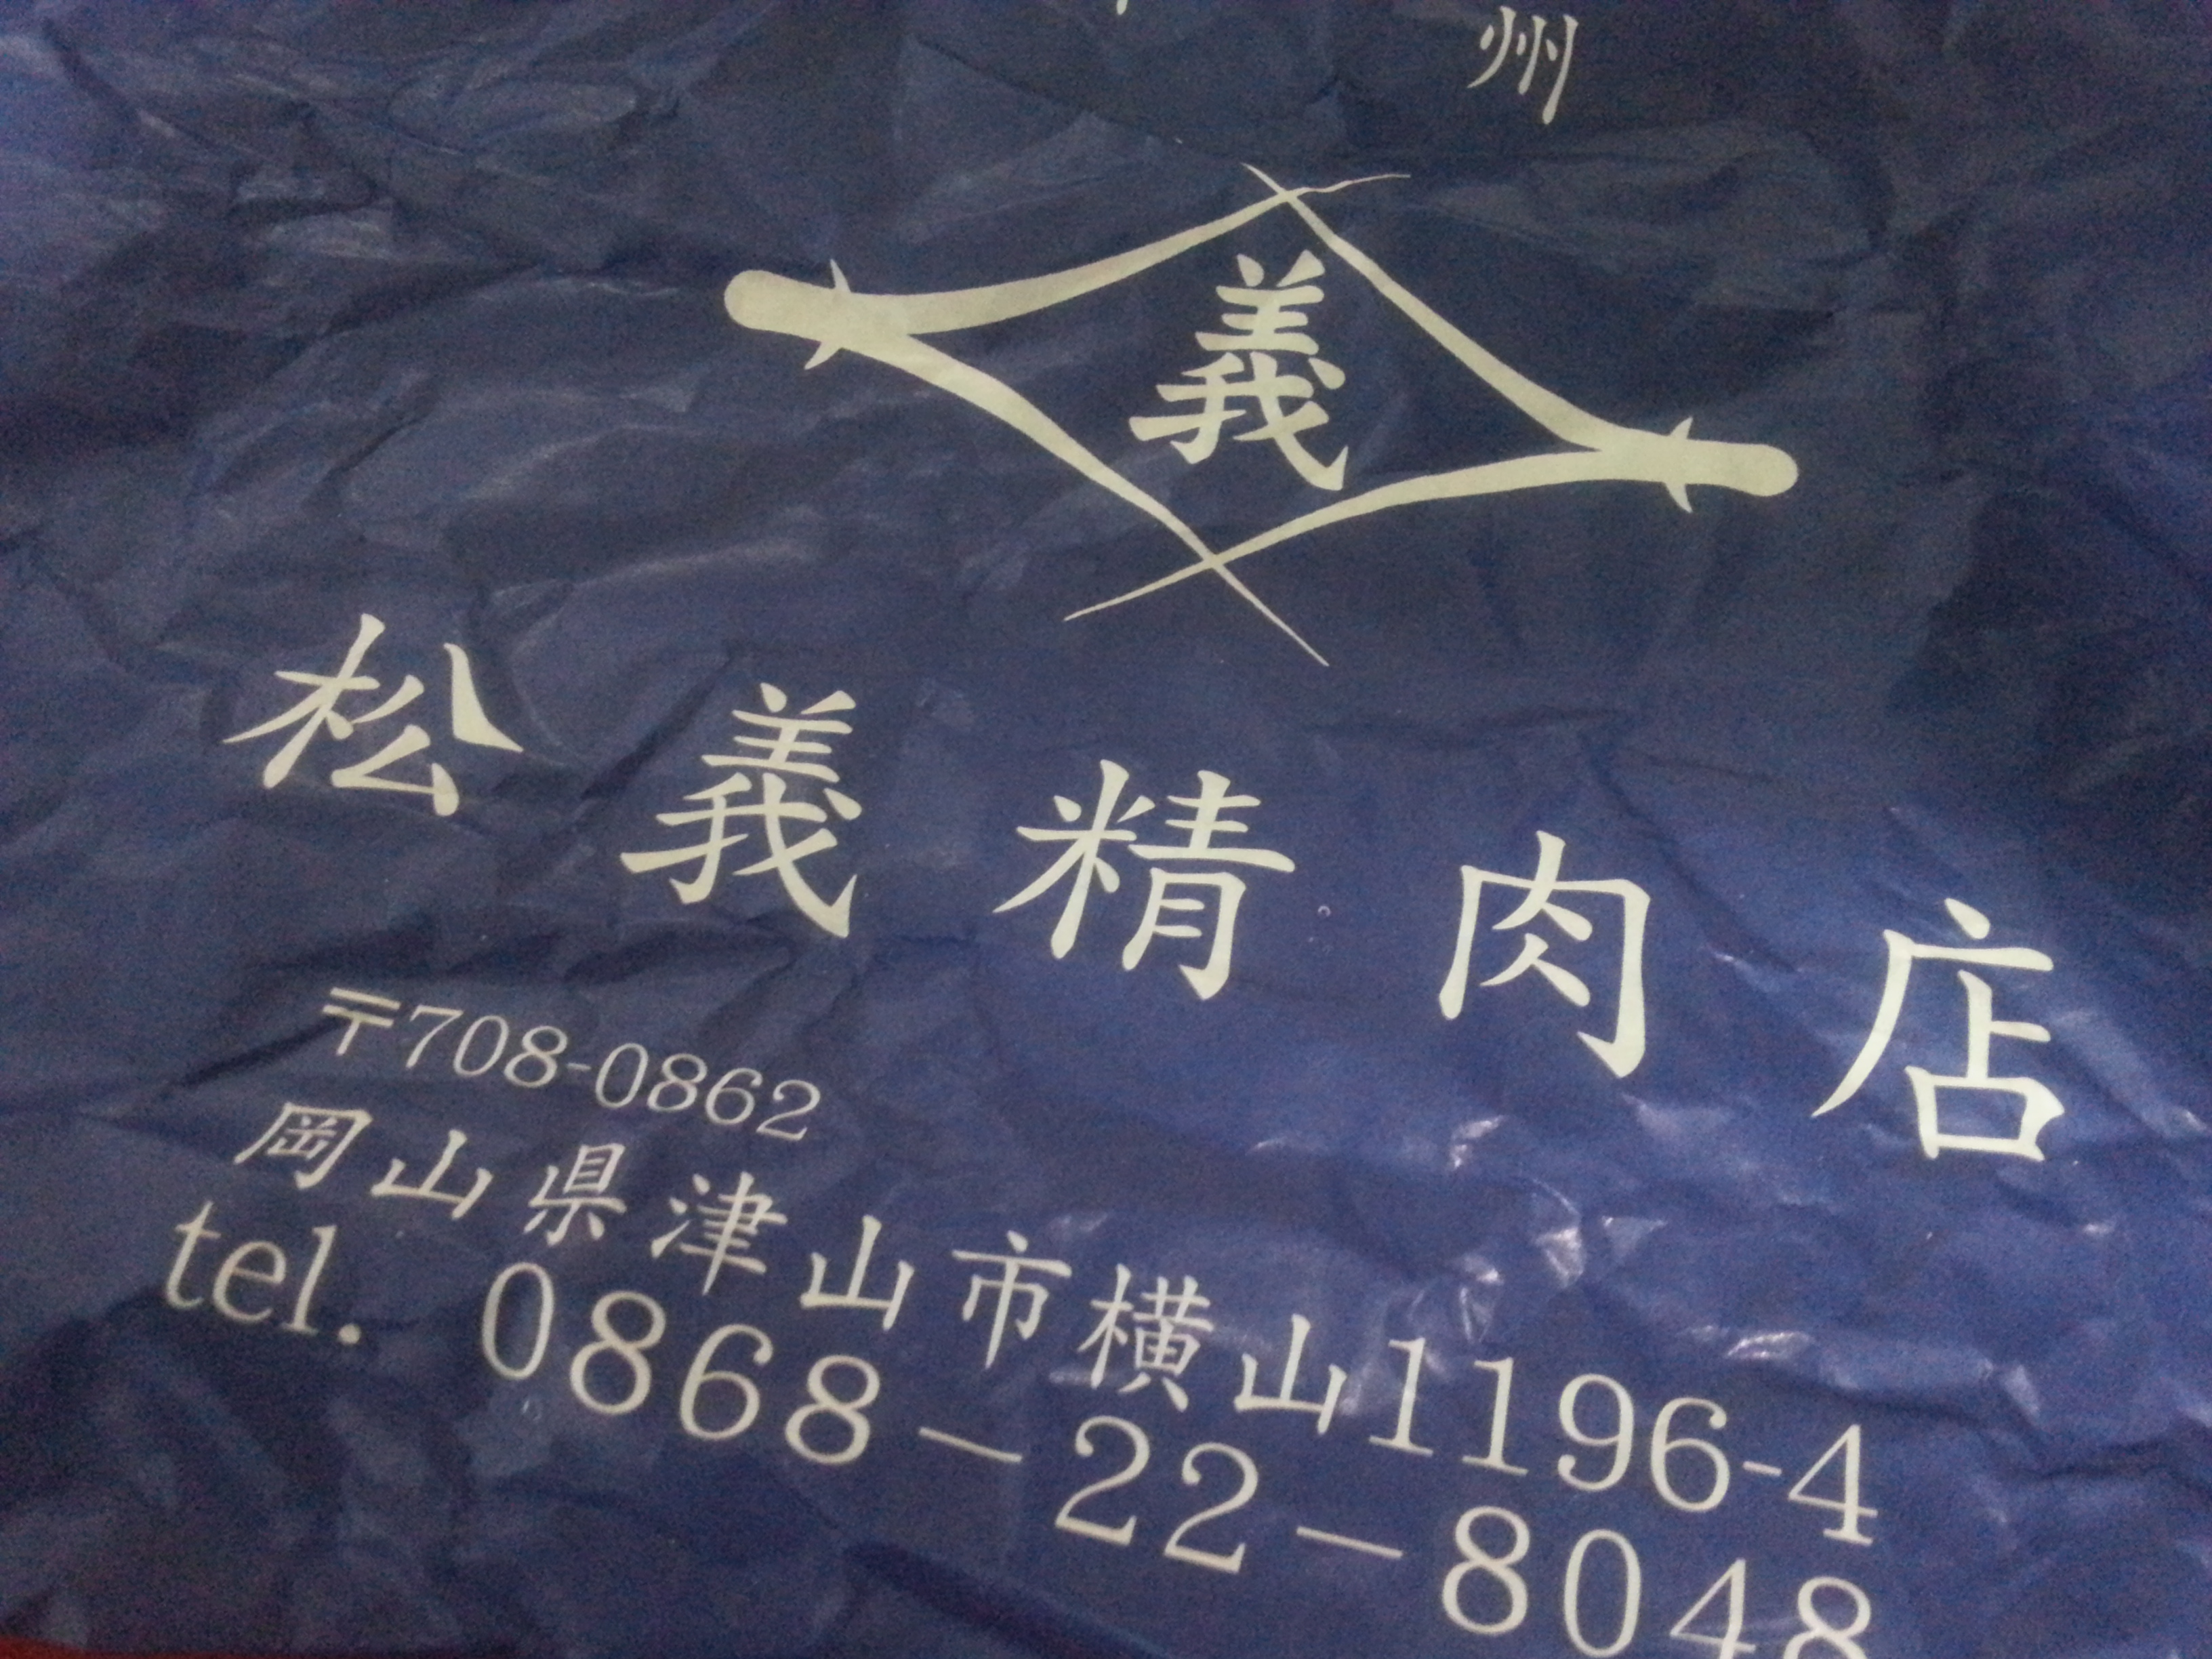 州
義
松義精肉店
〒708-0862
岡山県津山市横山1196-4
tel. 0868-22-8048